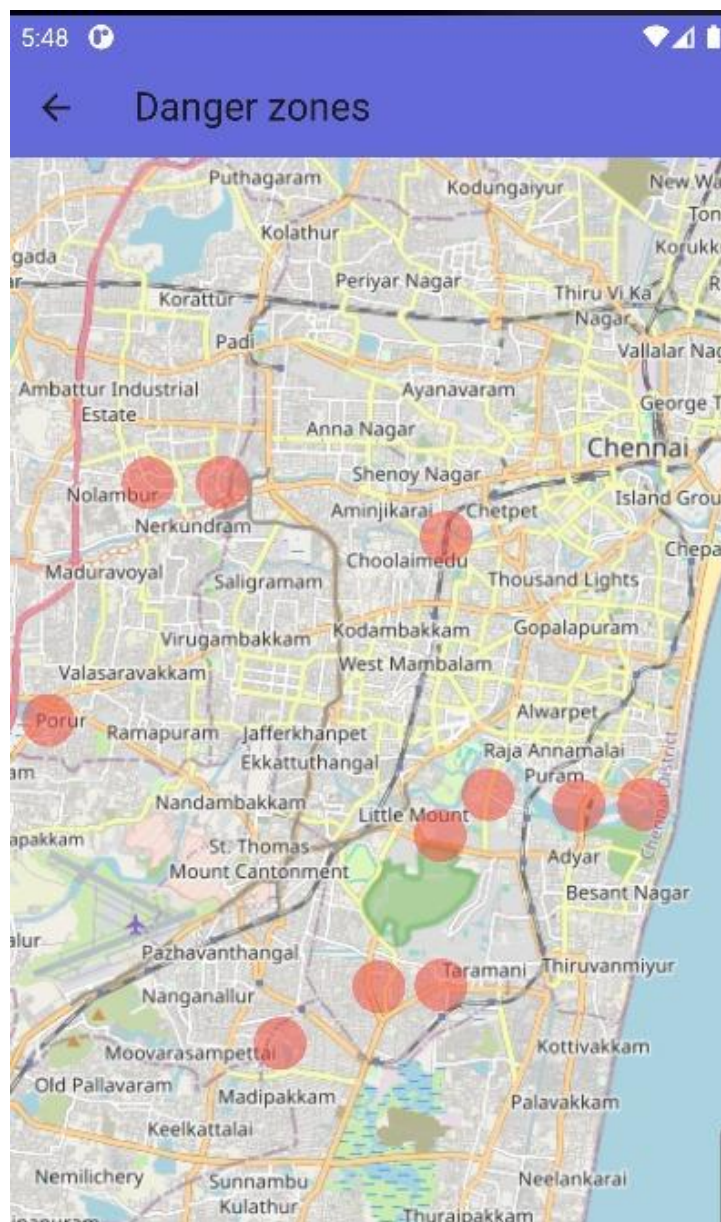 5:48
Danger zones
Puthagaram
Kodungaiyur
New Wa
Ton
Kolathur
Korukk
gada
Periyar Nagar
ar
Korattur
Thiru Vi Ka
Nagar
R
Padi
Vallalar Nag
Ambattur Industrial
Estate
Ayanavaram
George T
Anna Nagar
Chennai
Shenoy Nagar
Nolambur
Island Grou
Aminjikarai
Chetpet
Nerkundram
Chepa
Choolaimedu
Maduravoyal
Saligramam
Thousand Lights
Kodambakkam
Gopalapuram
Virugambakkam
West Mambalam
Valasaravakkam
Alwarpet
Porur
Ramapuram
Jafferkhanpet
Raja Annamalai
Puram
Ekkattuthangal
am
Chennai District
Nandambakkam
Little Mount
apakkam
St. Thomas
Mount Cantonment
Adyar
Besant Nagar
alur
Pazhavanthangal
Taramani
Thiruvanmiyur
Nanganallur
Moovarasampettai
Kottivakkam
Old Pallavaram
Madipakkam
Palavakkam
Keelkattalai
Nemilichery
Sunnambu
Kulathur
Neelankarai
Thuraipakkam